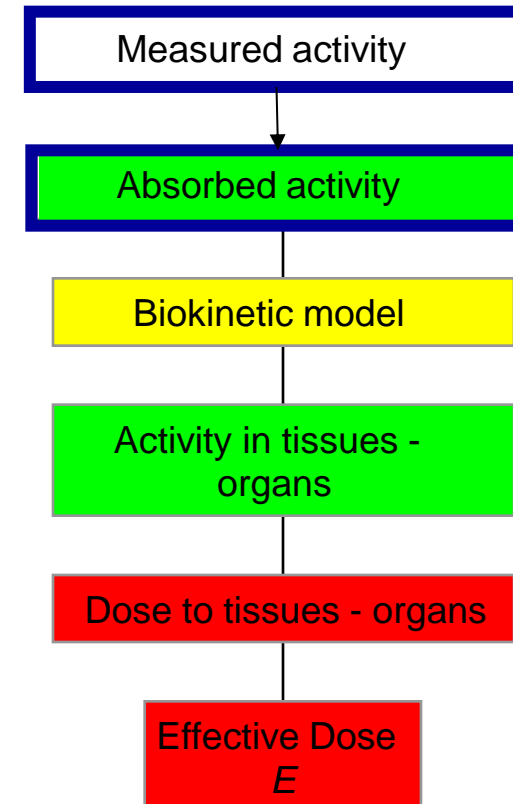 Measured activity
Absorbed activity
Biokinetic model
Activity in tissues -
organs
Dose to tissues - organs
Effective Dose
E